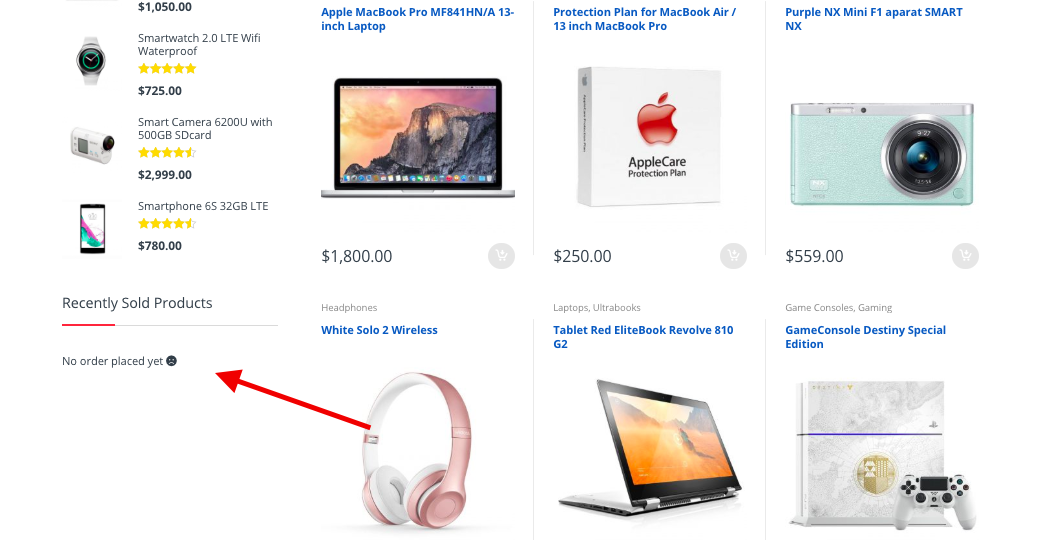 $1,050.00
Smartwatch 2.0 LTE Wifi
Waterproof
$725.00
Smart Camera 6200U with
500GB SDcard
$2,999.00
Smartphone 6S 32GB LTE
$780.00
Recently Sold Products
No order placed yet
Apple MacBook Pro MF841HN/A 13-
inch Laptop
$1,800.00
Protection Plan for MacBook Air /
13 inch MacBook Pro
AppleCare
Protection Plan
$250.00
Purple NX Mini F1 aparat SMART
NX
$559.00
Headphones
White Solo 2 Wireless
Laptops, Ultrabooks
Tablet Red EliteBook Revolve 810
G2
Game Consoles, Gaming
GameConsole Destiny Special
Edition